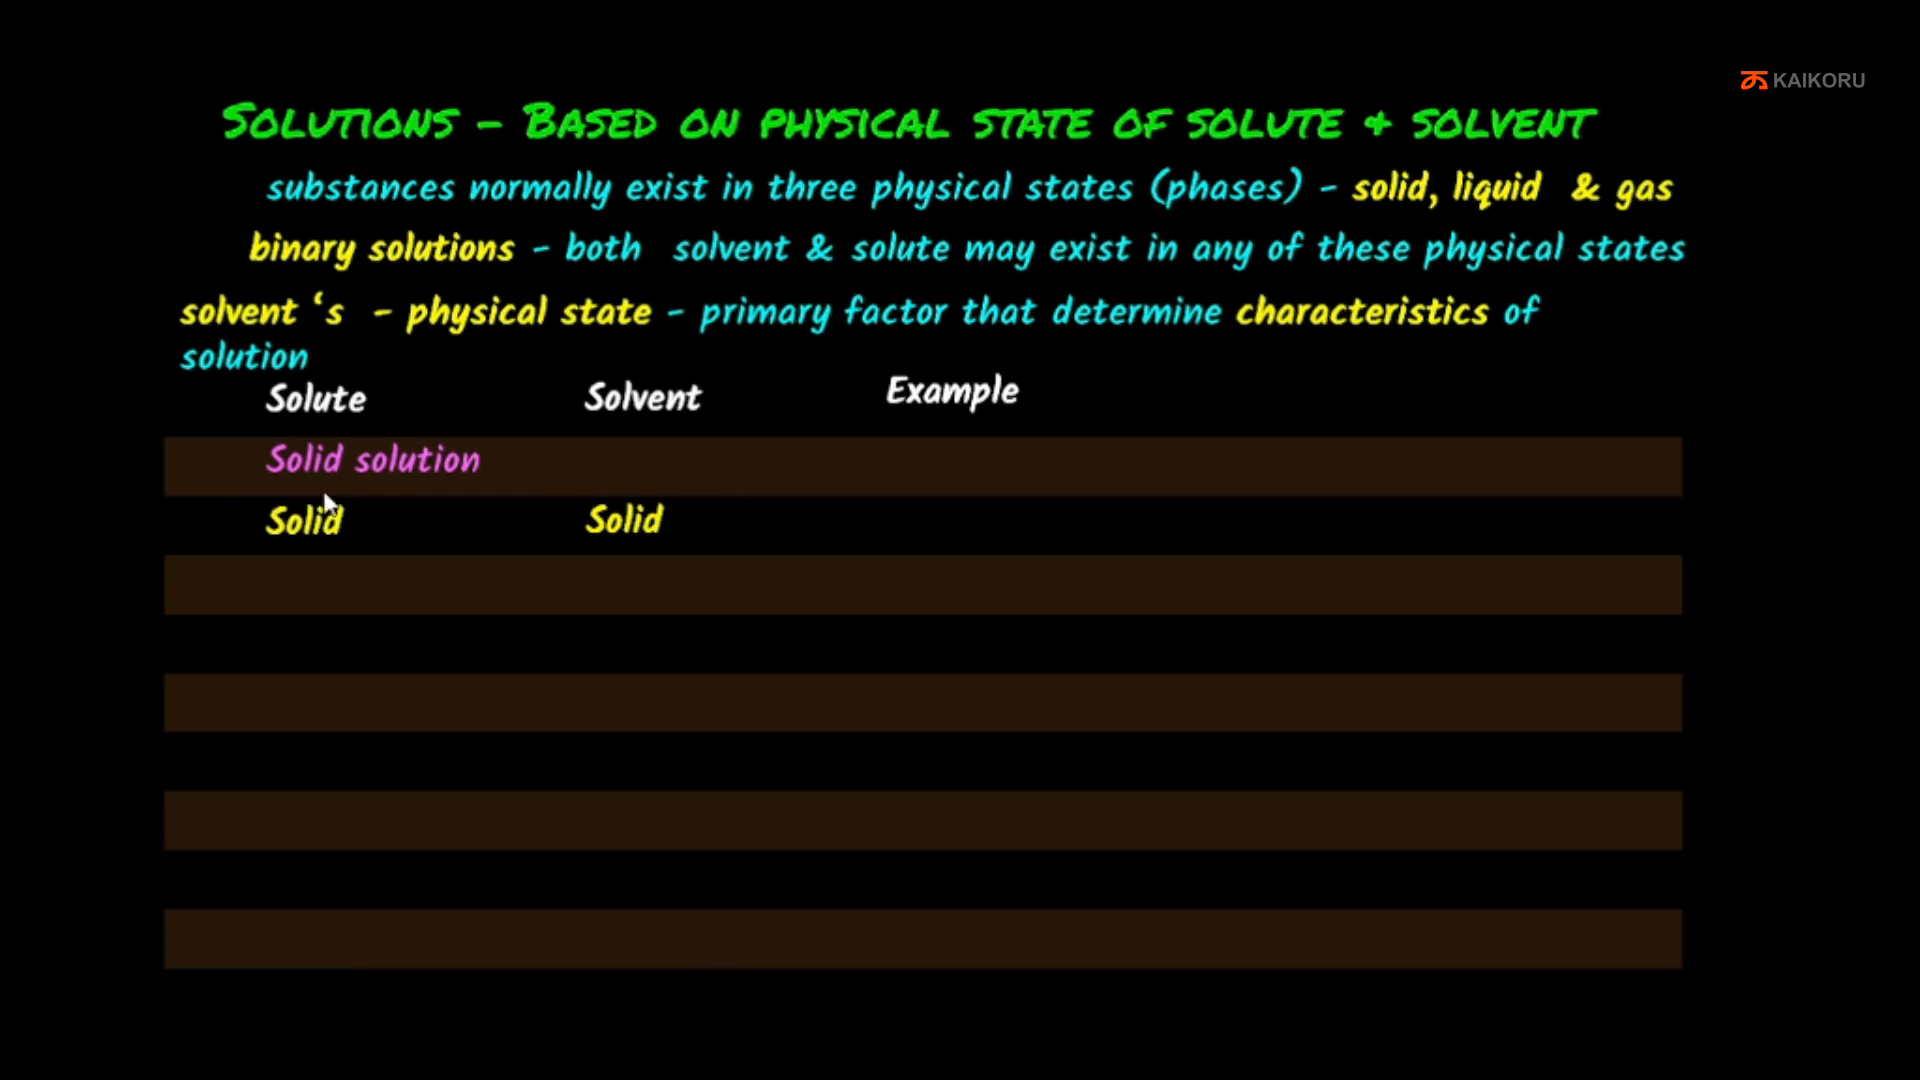 KAIKORU
SOLUTIONS - BASED ON PHYSICAL STATE OF SOLUTE & SOLVENT
substances normally exist in three physical states (phases) - solid, liquid & gas
binary solutions - both solvent & solute may exist in any of these physical states
solvent ‘s - physical state - primary factor that determine characteristics of
solution
Solute Solvent Example
Solid solution
Solid Solid